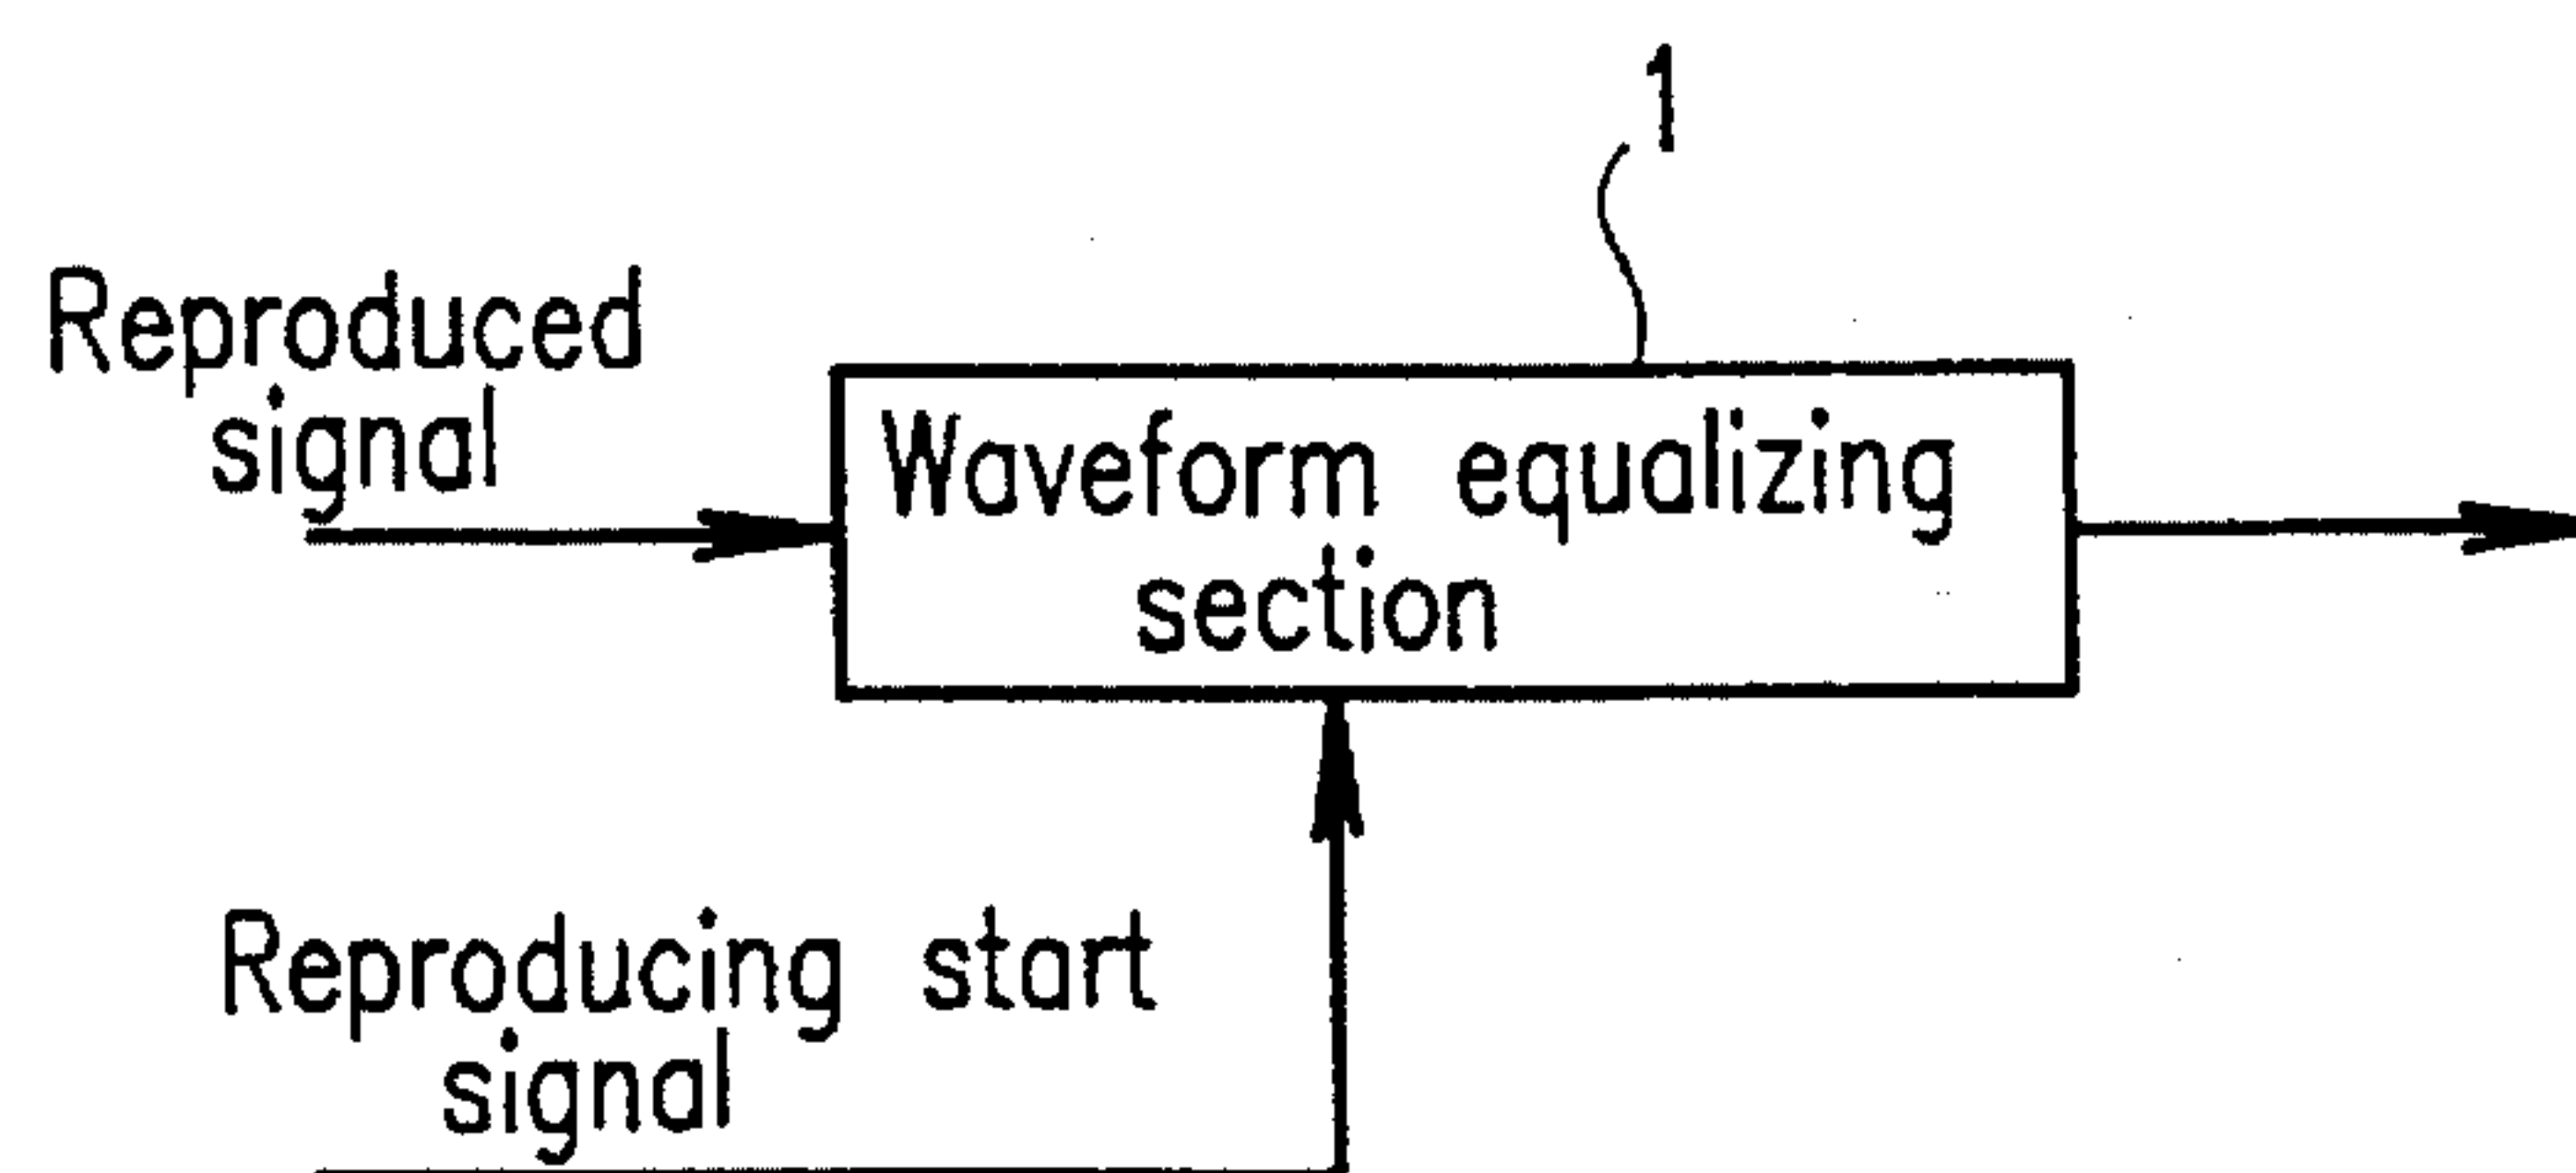 1
Reproduced
signal
Waveform equalizing
section
Reproducing start
signal